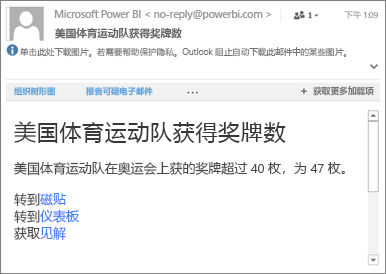 Microsoft Power BI < no-reply@powerbi.com >
1
下午 1:09
美国体育运动队获得奖牌数
单击此处下载图片。若需要帮助保护隐私。Outlook 阻止自动下载此邮件中的某些图片。
组织树形图 报告可疑电子邮件 ... + 获取更多加载项
美国体育运动队获得奖牌数
美国体育运动队在奥运会上获的奖牌超过 40 枚，为 47 枚。
转到磁贴
转到仪表板
获取见解